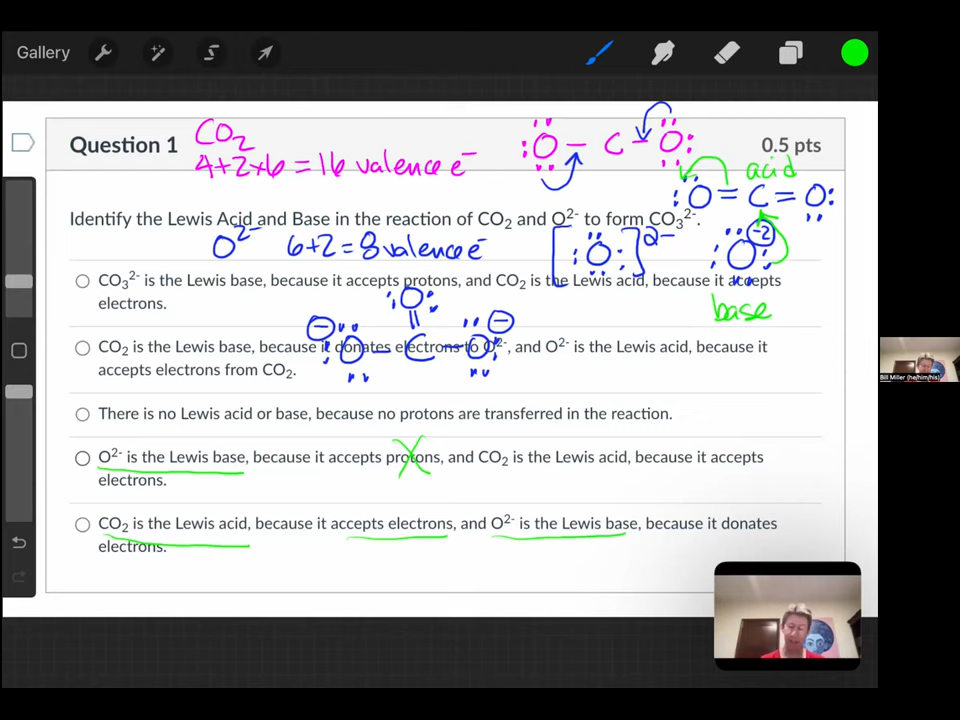 Gallery
Question 1
CO₂
0.5 pts
4+2×6 = 16 valence e⁻
:O – C – O:
acid
:O = C = O:
Identify the Lewis Acid and Base in the reaction of CO₂ and O²⁻ to form CO₃²⁻.
O²⁻ 6+2 = 8 valence e⁻
[:O:]²⁻
:O: -2
base
CO₃²⁻ is the Lewis base, because it accepts protons, and CO₂ is the Lewis acid, because it accepts
electrons.
:O:
||
:O – C – O:
CO₂ is the Lewis base, because it donates electrons to O²⁻, and O²⁻ is the Lewis acid, because it
accepts electrons from CO₂.
There is no Lewis acid or base, because no protons are transferred in the reaction.
O²⁻ is the Lewis base, because it accepts protons, and CO₂ is the Lewis acid, because it accepts
electrons.
CO₂ is the Lewis acid, because it accepts electrons, and O²⁻ is the Lewis base, because it donates
electrons.
Bill Miller (he/him/his)